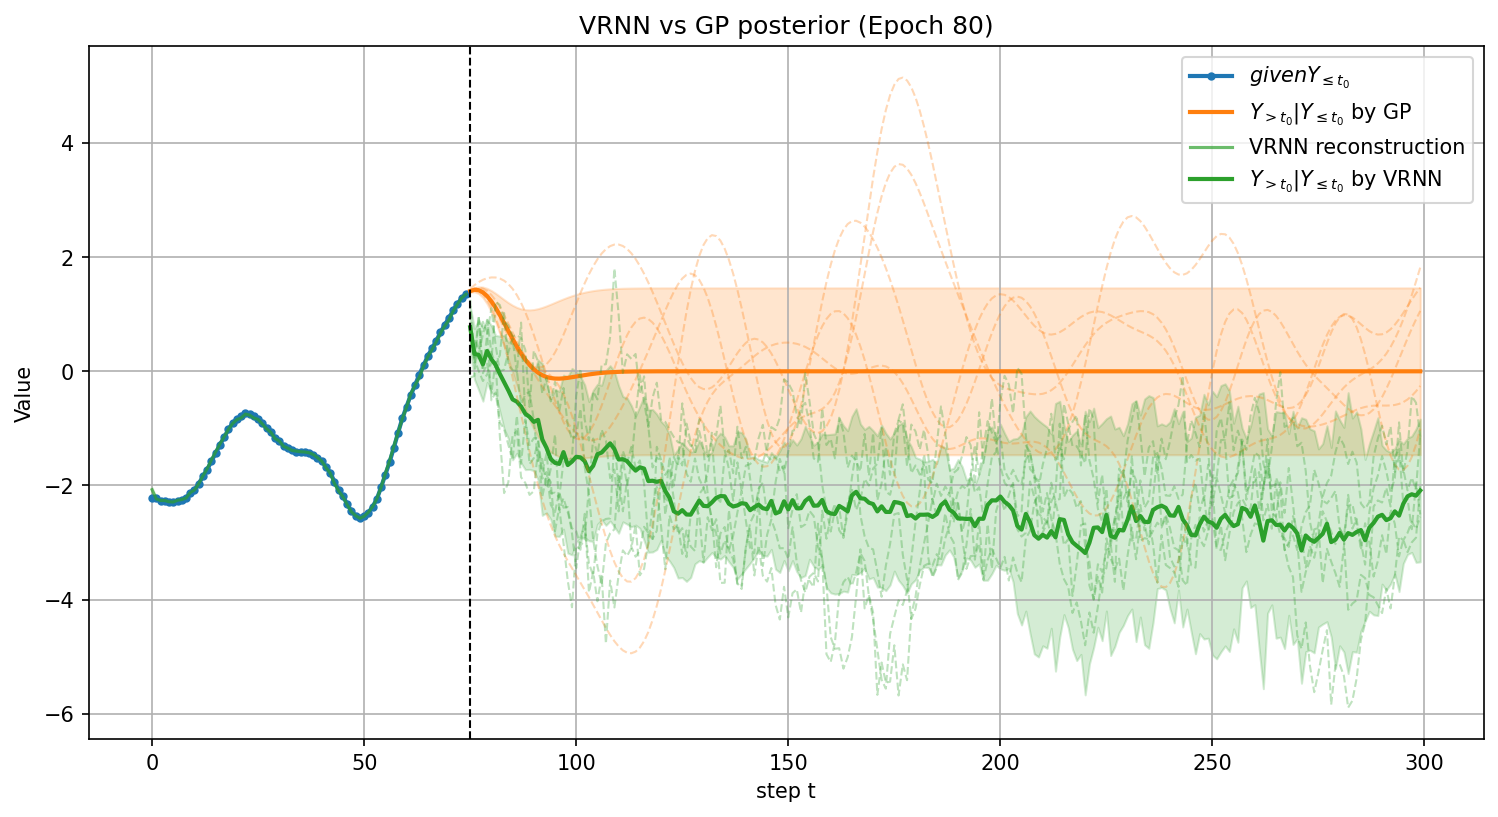 VRNN vs GP posterior (Epoch 80)
givenY≤t₀
Y>t₀|Y≤t₀ by GP
VRNN reconstruction
Y>t₀|Y≤t₀ by VRNN
Value
4
2
0
−2
−4
−6
0 50 100 150 200 250 300
step t